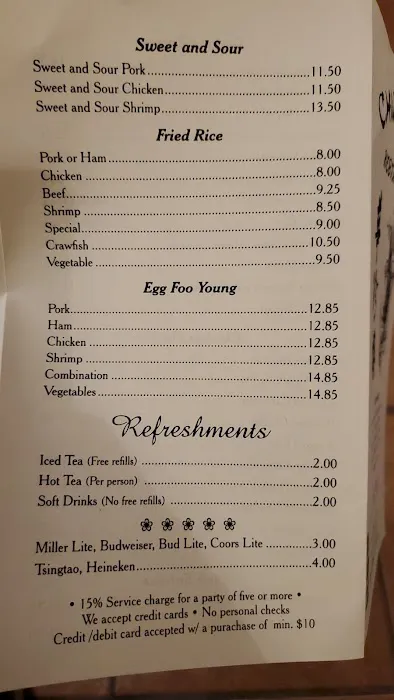 Sweet and Sour
Sweet and Sour Pork 11.50
Sweet and Sour Chicken 11.50
Sweet and Sour Shrimp 13.50
Fried Rice
Pork or Ham 8.00
Chicken 8.00
Beef 9.25
Shrimp 8.50
Special 9.00
Crawfish 10.50
Vegetable 9.50
Egg Foo Young
Pork 12.85
Ham 12.85
Chicken 12.85
Shrimp 12.85
Combination 14.85
Vegetables 14.85
Refreshments
Iced Tea (Free refills) 2.00
Hot Tea (Per person) 2.00
Soft Drinks (No free refills) 2.00
Miller Lite, Budweiser, Bud Lite, Coors Lite 3.00
Tsingtao, Heineken 4.00
• 15% Service charge for a party of five or more •
We accept credit cards • No personal checks
Credit /debit card accepted w/ a purachase of min. $10